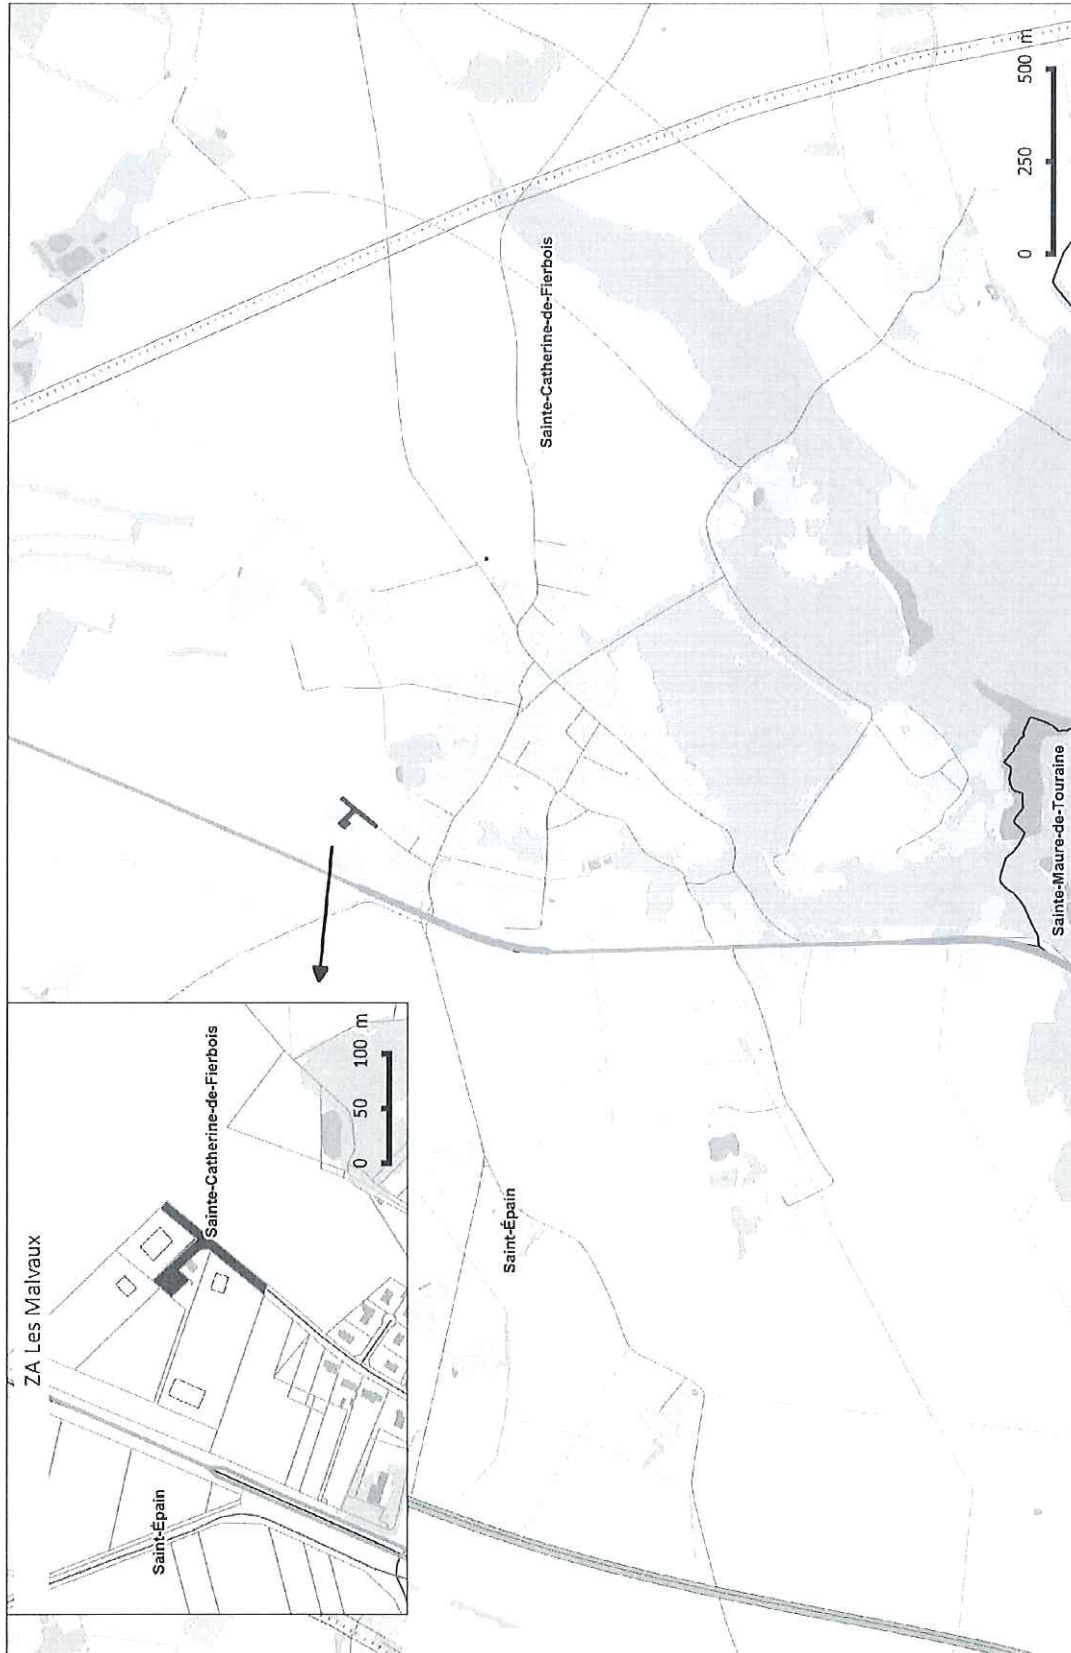 ZA Les Malvaux
Saint-Épain
Sainte-Catherine-de-Fierbois
0 50 100 m
Saint-Épain
Sainte-Catherine-de-Fierbois
Sainte-Maure-de-Touraine
0 250 500 m